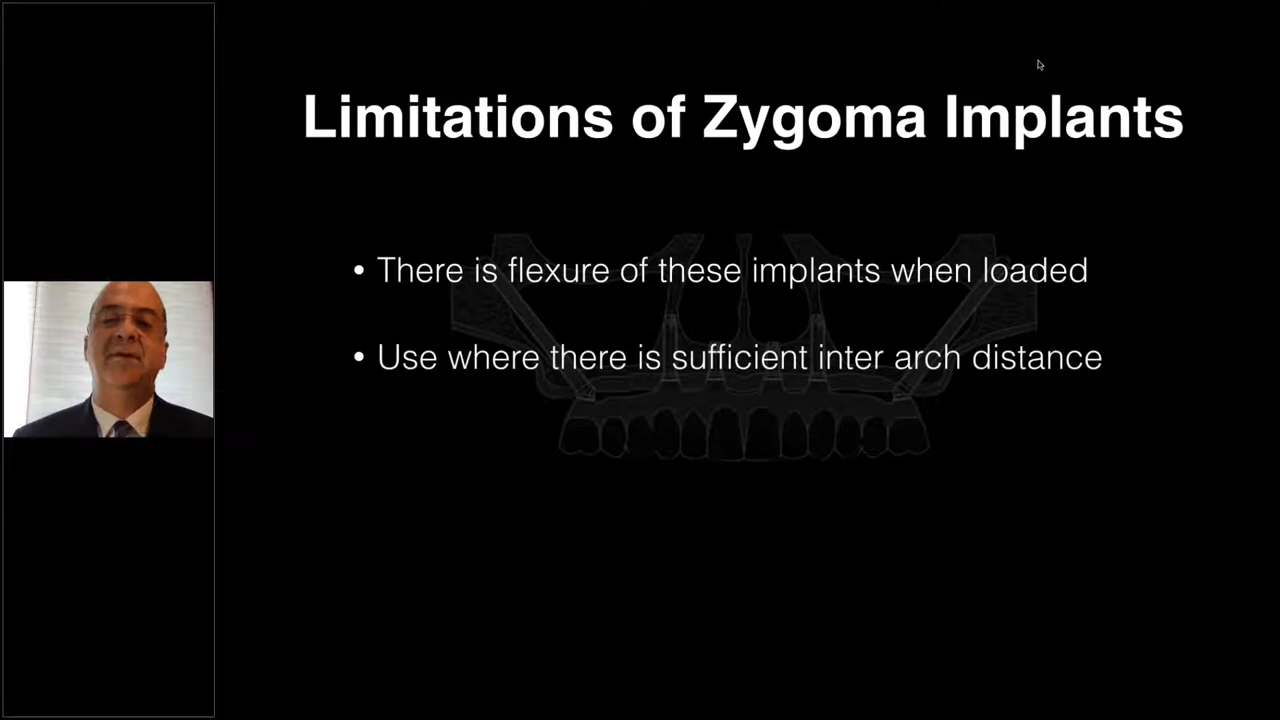 Limitations of Zygoma Implants
• There is flexure of these implants when loaded
• Use where there is sufficient inter arch distance